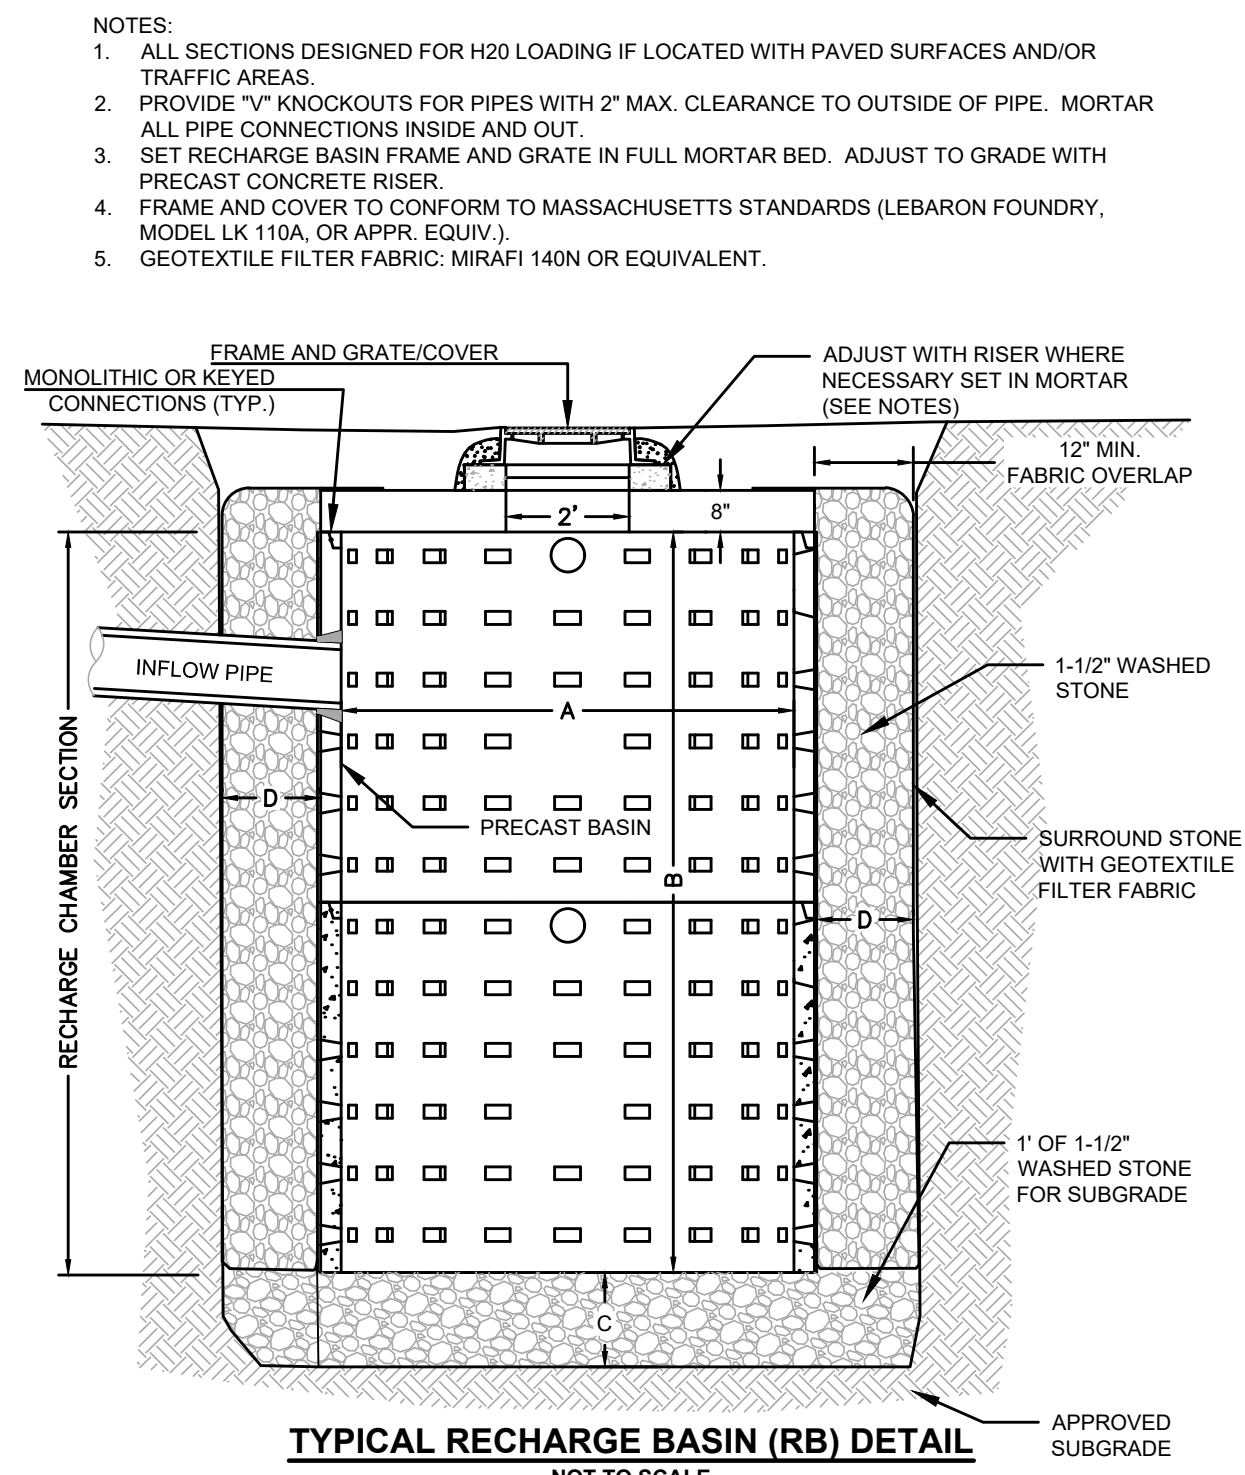 NOTES:
1. ALL SECTIONS DESIGNED FOR H20 LOADING IF LOCATED WITH PAVED SURFACES AND/OR
TRAFFIC AREAS.
2. PROVIDE "V" KNOCKOUTS FOR PIPES WITH 2" MAX. CLEARANCE TO OUTSIDE OF PIPE. MORTAR
ALL PIPE CONNECTIONS INSIDE AND OUT.
3. SET RECHARGE BASIN FRAME AND GRATE IN FULL MORTAR BED. ADJUST TO GRADE WITH
PRECAST CONCRETE RISER.
4. FRAME AND COVER TO CONFORM TO MASSACHUSETTS STANDARDS (LEBARON FOUNDRY,
MODEL LK 110A, OR APPR. EQUIV.).
5. GEOTEXTILE FILTER FABRIC: MIRAFI 140N OR EQUIVALENT.
FRAME AND GRATE/COVER
MONOLITHIC OR KEYED
CONNECTIONS (TYP.)
ADJUST WITH RISER WHERE
NECESSARY SET IN MORTAR
(SEE NOTES)
12" MIN.
FABRIC OVERLAP
2'
8"
INFLOW PIPE
1-1/2" WASHED
STONE
A
RECHARGE CHAMBER SECTION
D
PRECAST BASIN
SURROUND STONE
WITH GEOTEXTILE
FILTER FABRIC
B
D
1' OF 1-1/2"
WASHED STONE
FOR SUBGRADE
C
APPROVED
SUBGRADE
TYPICAL RECHARGE BASIN (RB) DETAIL
NOT TO SCALE